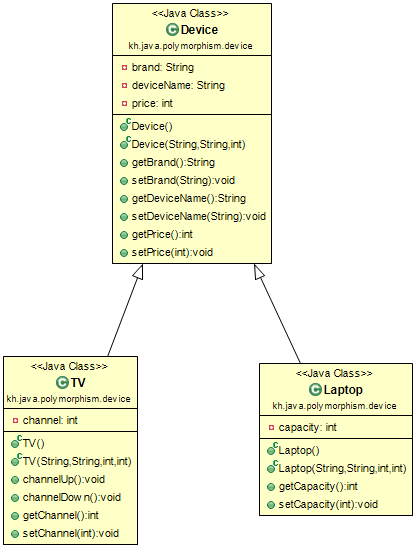 <<Java Class>>
Device
kh.java.polymorphism.device
brand: String
deviceName: String
price: int
Device()
Device(String,String,int)
getBrand():String
setBrand(String):void
getDeviceName():String
setDeviceName(String):void
getPrice():int
setPrice(int):void
<<Java Class>>
TV
kh.java.polymorphism.device
channel: int
TV()
TV(String,String,int,int)
channelUp():void
channelDown():void
getChannel():int
setChannel(int):void
<<Java Class>>
Laptop
kh.java.polymorphism.device
capacity: int
Laptop()
Laptop(String,String,int,int)
getCapacity():int
setCapacity(int):void